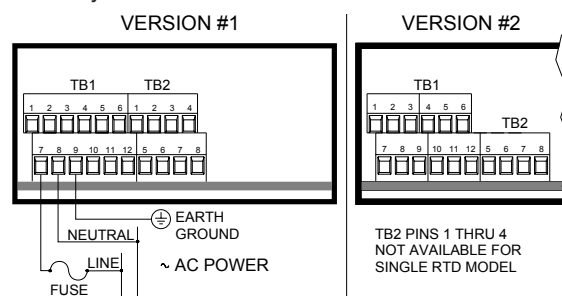 VERSION #1
TB1 TB2
1 2 3 4 5 6 1 2 3 4
7 8 9 10 11 12 5 6 7 8
EARTH
GROUND
NEUTRAL
LINE
~ AC POWER
FUSE
VERSION #2
TB1
1 2 3 4 5 6
TB2
7 8 9 10 11 12 5 6 7 8
TB2 PINS 1 THRU 4
NOT AVAILABLE FOR
SINGLE RTD MODEL